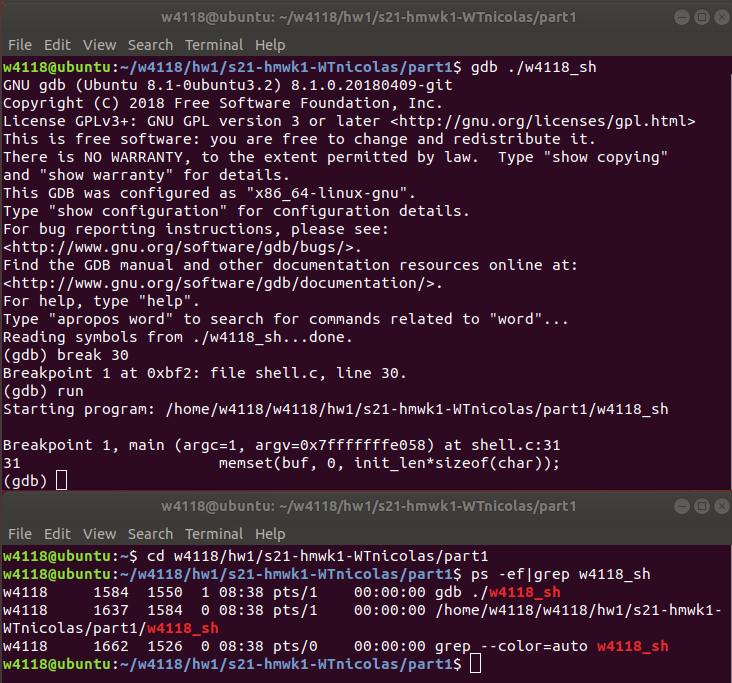 w4118@ubuntu: ~/w4118/hw1/s21-hmwk1-WTnicolas/part1
File Edit View Search Terminal Help
w4118@ubuntu:~/w4118/hw1/s21-hmwk1-WTnicolas/part1$ gdb ./w4118_sh
GNU gdb (Ubuntu 8.1-0ubuntu3.2) 8.1.0.20180409-git
Copyright (C) 2018 Free Software Foundation, Inc.
License GPLv3+: GNU GPL version 3 or later <http://gnu.org/licenses/gpl.html>
This is free software: you are free to change and redistribute it.
There is NO WARRANTY, to the extent permitted by law.  Type "show copying"
and "show warranty" for details.
This GDB was configured as "x86_64-linux-gnu".
Type "show configuration" for configuration details.
For bug reporting instructions, please see:
<http://www.gnu.org/software/gdb/bugs/>.
Find the GDB manual and other documentation resources online at:
<http://www.gnu.org/software/gdb/documentation/>.
For help, type "help".
Type "apropos word" to search for commands related to "word"...
Reading symbols from ./w4118_sh...done.
(gdb) break 30
Breakpoint 1 at 0xbf2: file shell.c, line 30.
(gdb) run
Starting program: /home/w4118/w4118/hw1/s21-hmwk1-WTnicolas/part1/w4118_sh
Breakpoint 1, main (argc=1, argv=0x7fffffffe058) at shell.c:31
31                      memset(buf, 0, init_len*sizeof(char));
(gdb)
w4118@ubuntu: ~/w4118/hw1/s21-hmwk1-WTnicolas/part1
File Edit View Search Terminal Help
w4118@ubuntu:~$ cd w4118/hw1/s21-hmwk1-WTnicolas/part1
w4118@ubuntu:~/w4118/hw1/s21-hmwk1-WTnicolas/part1$ ps -ef|grep w4118_sh
w4118     1584  1550  1 08:38 pts/1    00:00:00 gdb ./w4118_sh
w4118     1637  1584  0 08:38 pts/1    00:00:00 /home/w4118/w4118/hw1/s21-hmwk1-
WTnicolas/part1/w4118_sh
w4118     1662  1526  0 08:38 pts/0    00:00:00 grep --color=auto w4118_sh
w4118@ubuntu:~/w4118/hw1/s21-hmwk1-WTnicolas/part1$